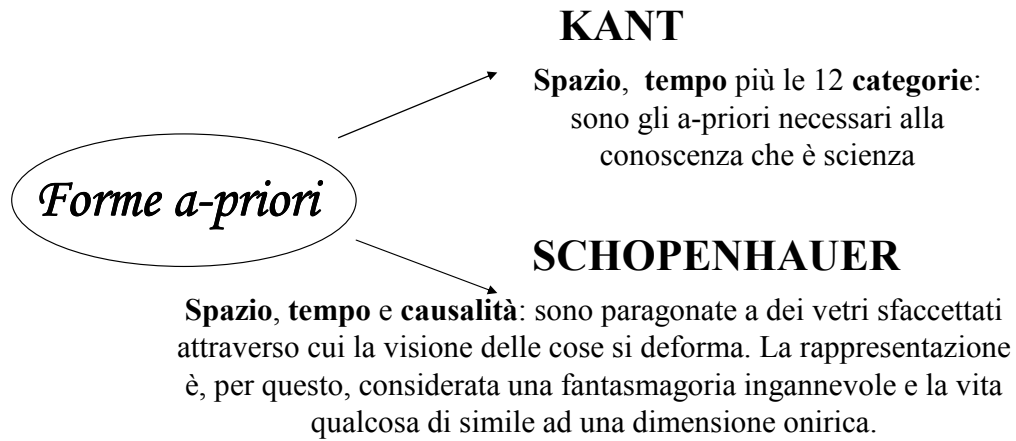 KANT
Spazio, tempo più le 12 categorie:
sono gli a-priori necessari alla
conoscenza che è scienza
Forme a-priori
SCHOPENHAUER
Spazio, tempo e causalità: sono paragonate a dei vetri sfaccettati
attraverso cui la visione delle cose si deforma. La rappresentazione
è, per questo, considerata una fantasmagoria ingannevole e la vita
qualcosa di simile ad una dimensione onirica.